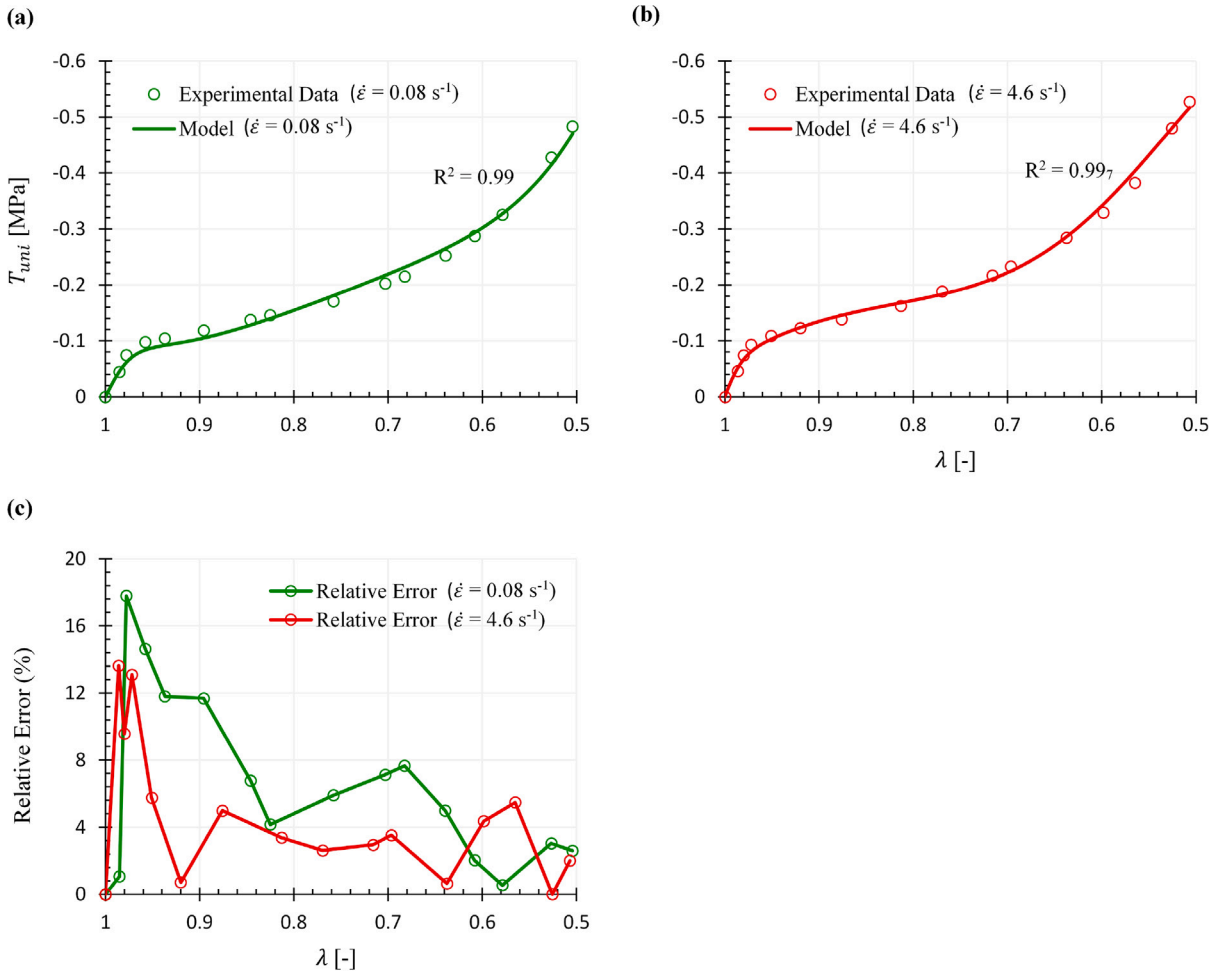 (a)
-0.6
-0.5
-0.4
-0.3
-0.2
-0.1
0
T_uni [MPa]
Experimental Data (ε̇ = 0.08 s⁻¹)
Model (ε̇ = 0.08 s⁻¹)
R² = 0.99
1 0.9 0.8 0.7 0.6 0.5
(b)
-0.6
-0.5
-0.4
-0.3
-0.2
-0.1
0
Experimental Data (ε̇ = 4.6 s⁻¹)
Model (ε̇ = 4.6 s⁻¹)
R² = 0.99₇
1 0.9 0.8 0.7 0.6 0.5
λ [-]
(c)
20
16
12
8
4
0
Relative Error (%)
Relative Error (ε̇ = 0.08 s⁻¹)
Relative Error (ε̇ = 4.6 s⁻¹)
1 0.9 0.8 0.7 0.6 0.5
λ [-]